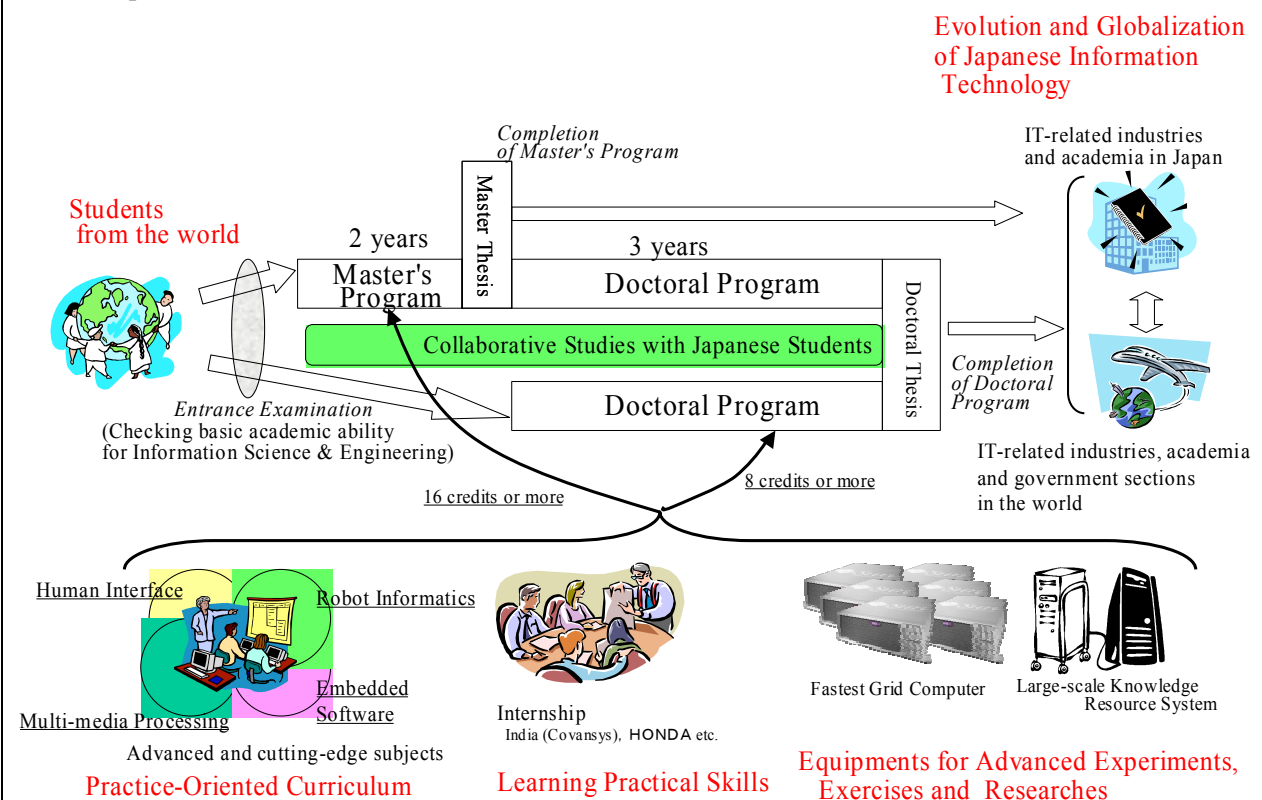 Evolution and Globalization
of Japanese Information
Technology
Completion
of Master's Program
IT-related industries
and academia in Japan
Students
from the world
2 years
Master Thesis
3 years
Master's
Program
Doctoral Program
Doctoral Thesis
Collaborative Studies with Japanese Students
Completion
of Doctoral
Program
Doctoral Program
Entrance Examination
(Checking basic academic ability
for Information Science & Engineering)
IT-related industries, academia
and government sections
in the world
16 credits or more
8 credits or more
Human Interface
Robot Informatics
Embedded
Software
Multi-media Processing
Advanced and cutting-edge subjects
Practice-Oriented Curriculum
Internship
India (Covansys), HONDA etc.
Learning Practical Skills
Fastest Grid Computer
Large-scale Knowledge
Resource System
Equipments for Advanced Experiments,
Exercises and Researches